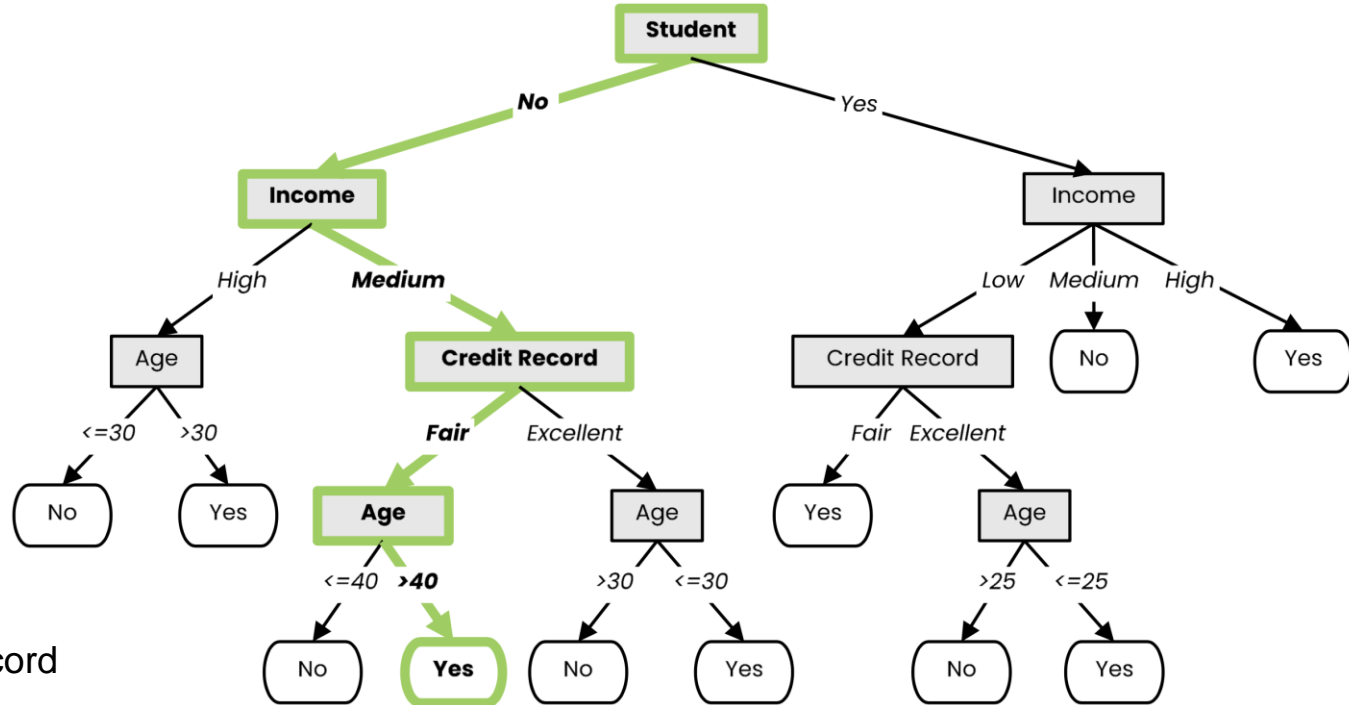 Student
No
Yes
Income
Income
High
Medium
Low
Medium
High
Age
Credit Record
Credit Record
No
Yes
<=30
>30
Fair
Excellent
Fair
Excellent
No
Yes
Age
Age
Yes
Age
<=40
>40
>30
<=30
>25
<=25
No
Yes
No
Yes
No
Yes
cord